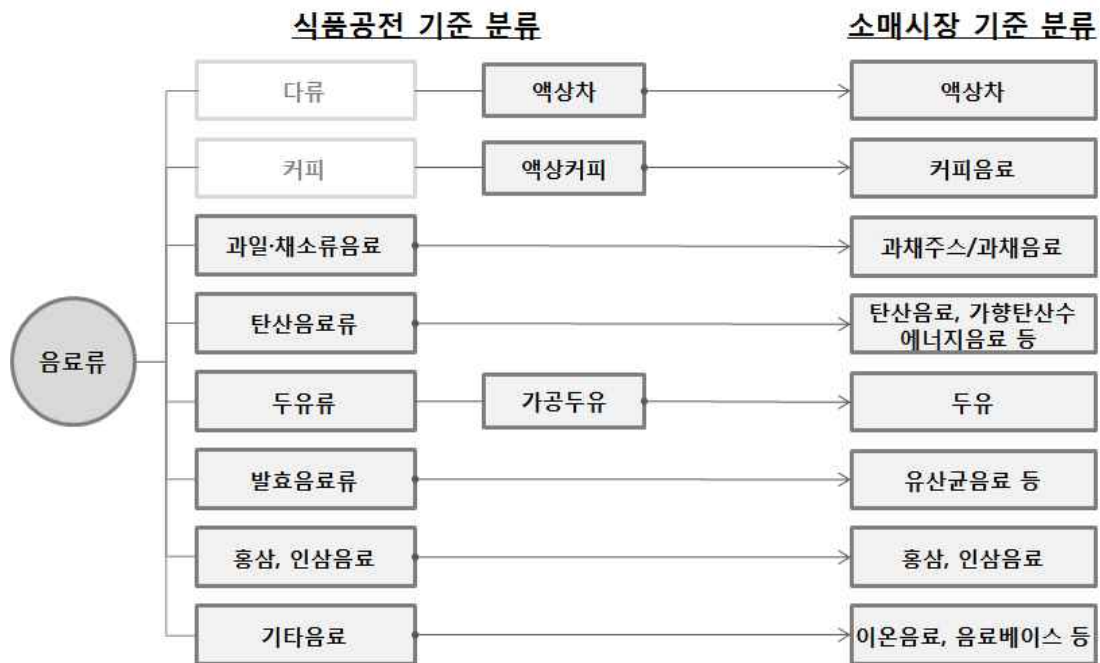 식품공전 기준 분류
소매시장 기준 분류
다류
액상차
액상차
커피
액상커피
커피음료
과일·채소류음료
과채주스/과채음료
음료류
탄산음료류
탄산음료, 가향탄산수
에너지음료 등
두유류
가공두유
두유
발효음료류
유산균음료 등
홍삼, 인삼음료
홍삼, 인삼음료
기타음료
이온음료, 음료베이스 등